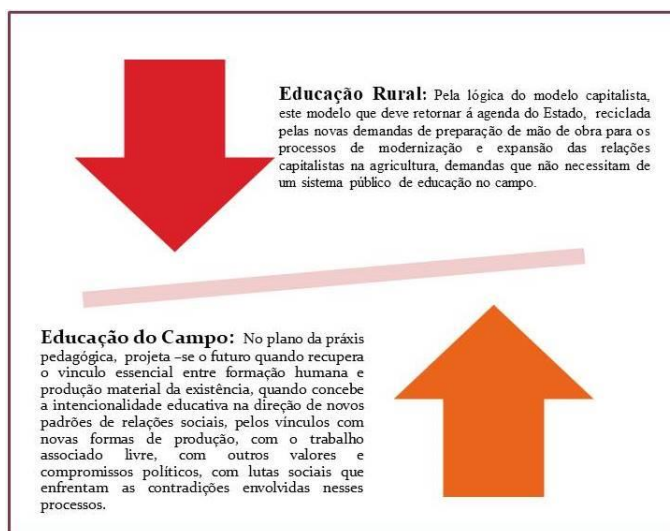 Educação Rural: Pela lógica do modelo capitalista,
este modelo que deve retornar á agenda do Estado, reciclada
pelas novas demandas de preparação de mão de obra para os
processos de modernização e expansão das relações
capitalistas na agricultura, demandas que não necessitam de
um sistema público de educação no campo.
Educação do Campo: No plano da práxis
pedagógica, projeta –se o futuro quando recupera
o vinculo essencial entre formação humana e
produção material da existência, quando concebe
a intencionalidade educativa na direção de novos
padrões de relações sociais, pelos vínculos com
novas formas de produção, com o trabalho
associado livre, com outros valores e
compromissos políticos, com lutas sociais que
enfrentam as contradições envolvidas nesses
processos.